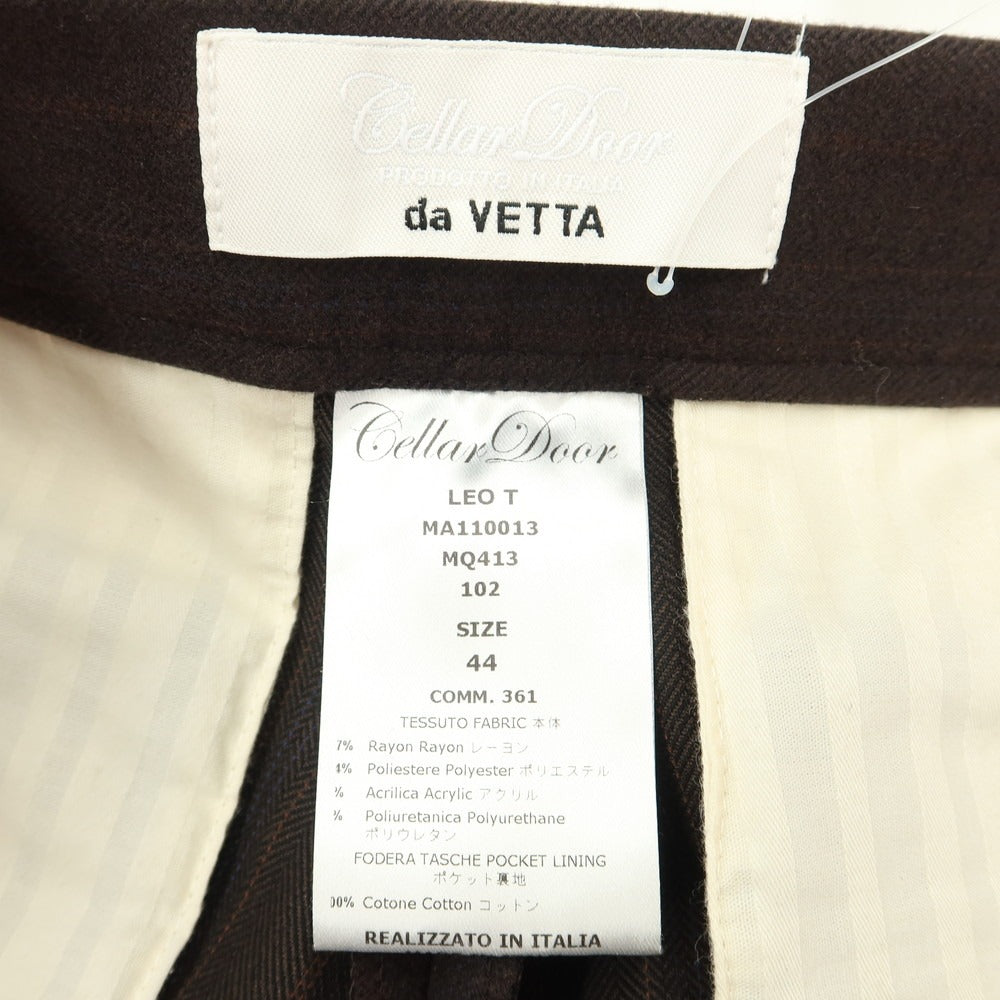 Cellar Door
PRODOTTO IN ITALIA
da VETTA
Cellar Door
LEO T
MA110013
MQ413
102
SIZE
44
COMM. 361
TESSUTO FABRIC 本体
7% Rayon Rayon レーヨン
4% Poliestere Polyester ポリエステル
% Acrilica Acrylic アクリル
% Poliuretanica Polyurethane
ポリウレタン
FODERA TASCHE POCKET LINING
ポケット裏地
00% Cotone Cotton コットン
REALIZZATO IN ITALIA